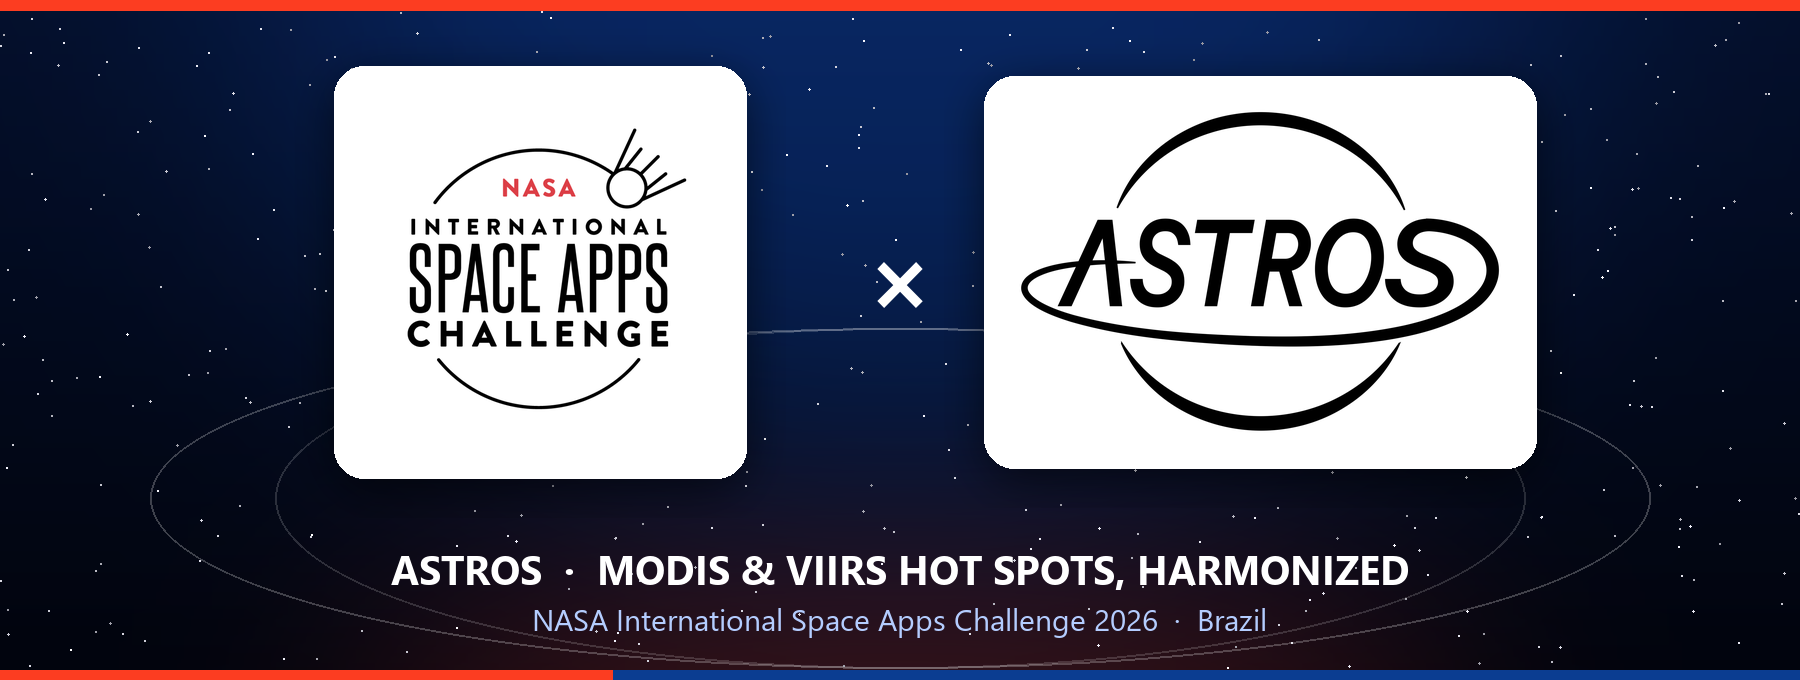 NASA
INTERNATIONAL
SPACE APPS
CHALLENGE
×
ASTROS
ASTROS · MODIS & VIIRS HOT SPOTS, HARMONIZED
NASA International Space Apps Challenge 2026 · Brazil